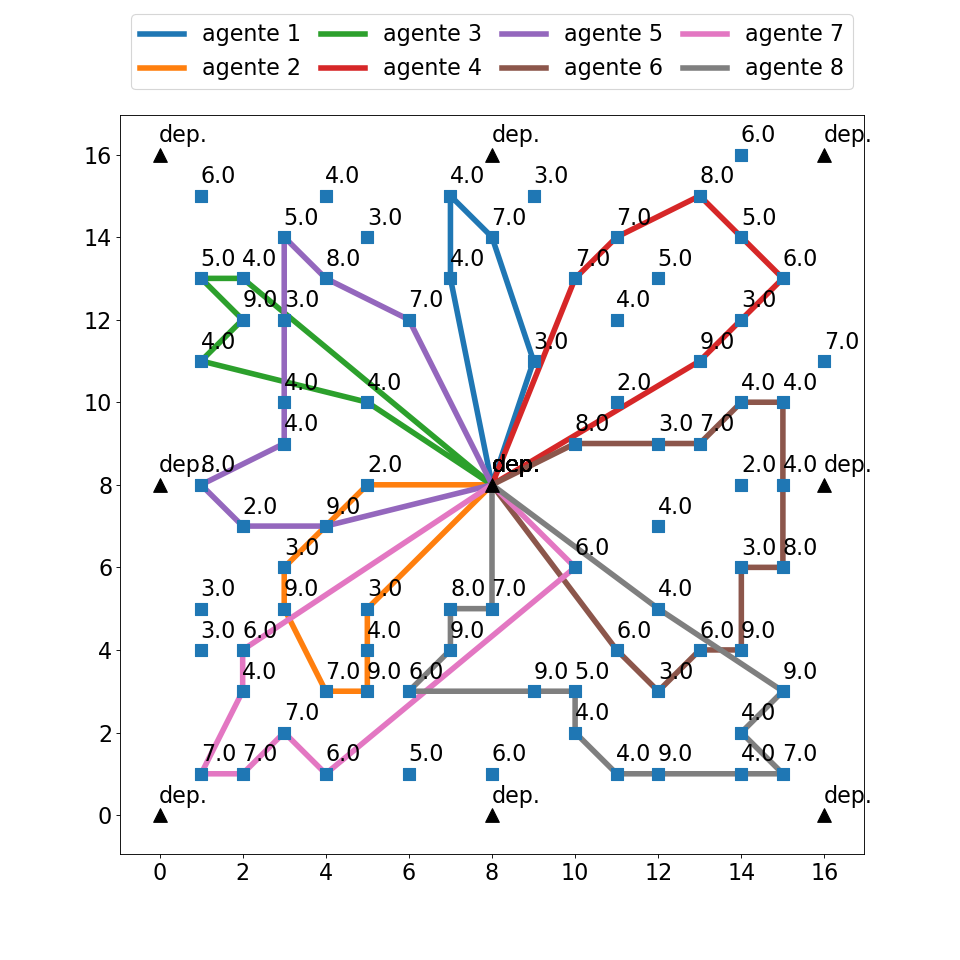 agente 1 agente 3 agente 5 agente 7
agente 2 agente 4 agente 6 agente 8
dep. dep. 6.0 dep.
16
6.0 4.0 4.0 3.0 8.0
5.0 3.0 7.0 7.0 5.0
14
5.0 4.0 8.0 4.0 7.0 5.0 6.0
9.0 3.0 7.0 4.0 3.0
12
4.0 3.0 9.0 7.0
4.0 4.0 2.0 4.0 4.0
10
4.0 8.0 3.0 7.0
dep. 8.0 2.0 dep. 2.0 4.0 dep.
8
2.0 9.0 4.0
3.0 6.0 3.0 8.0
6
3.0 9.0 3.0 8.0 7.0 4.0
3.0 6.0 4.0 9.0 6.0 6.0 9.0
4
4.0 7.0 9.0 6.0 9.0 5.0 3.0 9.0
7.0 4.0 4.0
2
7.0 7.0 6.0 5.0 6.0 4.0 9.0 4.0 7.0
dep. dep. dep.
0
0 2 4 6 8 10 12 14 16